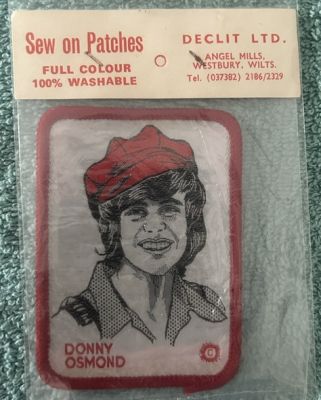 Sew on Patches
FULL COLOUR
100% WASHABLE
DECLIT LTD.
ANGEL MILLS,
WESTBURY, WILTS.
Tel. (037382) 2186/2329
DONNY
OSMOND